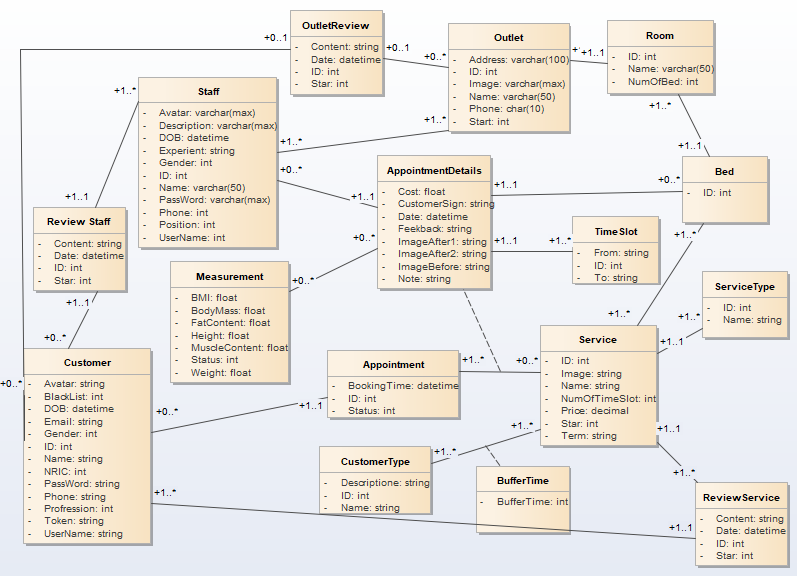 OutletReview
- Content: string
- Date: datetime
- ID: int
- Star: int
Outlet
- Address: varchar(100)
- ID: int
- Image: varchar(max)
- Name: varchar(50)
- Phone: char(10)
- Start: int
Room
- ID: int
- Name: varchar(50)
- NumOfBed: int
+0..1
+0..1
+0..*
+1..1
+1..*
+1..1
Staff
- Avatar: varchar(max)
- Description: varchar(max)
- DOB: datetime
- Experient: string
- Gender: int
- ID: int
- Name: varchar(50)
- PassWord: varchar(max)
- Phone: int
- Position: int
- UserName: int
+1..*
+1..*
+1..*
+0..*
+1..1
AppointmentDetails
- Cost: float
- CustomerSign: string
- Date: datetime
- Feekback: string
- ImageAfter1: string
- ImageAfter2: string
- ImageBefore: string
- Note: string
+1..1
+0..*
Bed
- ID: int
+1..*
+1..1
Review Staff
- Content: string
- Date: datetime
- ID: int
- Star: int
+1..1
+0..*
+0..*
+0..*
Measurement
- BMI: float
- BodyMass: float
- FatContent: float
- Height: float
- MuscleContent: float
- Status: int
- Weight: float
+1..1
+1..*
TimeSlot
- From: string
- ID: int
- To: string
ServiceType
- ID: int
- Name: string
+1..*
+1..*
+1..1
Customer
- Avatar: string
- BlackList: int
- DOB: datetime
- Email: string
- Gender: int
- ID: int
- Name: string
- NRIC: int
- PassWord: string
- Phone: string
- Profression: int
- Token: string
- UserName: string
+0..*
+0..*
+1..1
+1..*
Appointment
- BookingTime: datetime
- ID: int
- Status: int
+1..*
+0..*
Service
- ID: int
- Image: string
- Name: string
- NumOfTimeSlot: int
- Price: decimal
- Star: int
- Term: string
+1..*
+1..*
CustomerType
- Descriptione: string
- ID: int
- Name: string
BufferTime
- BufferTime: int
+1..1
+1..*
+1..1
ReviewService
- Content: string
- Date: datetime
- ID: int
- Star: int